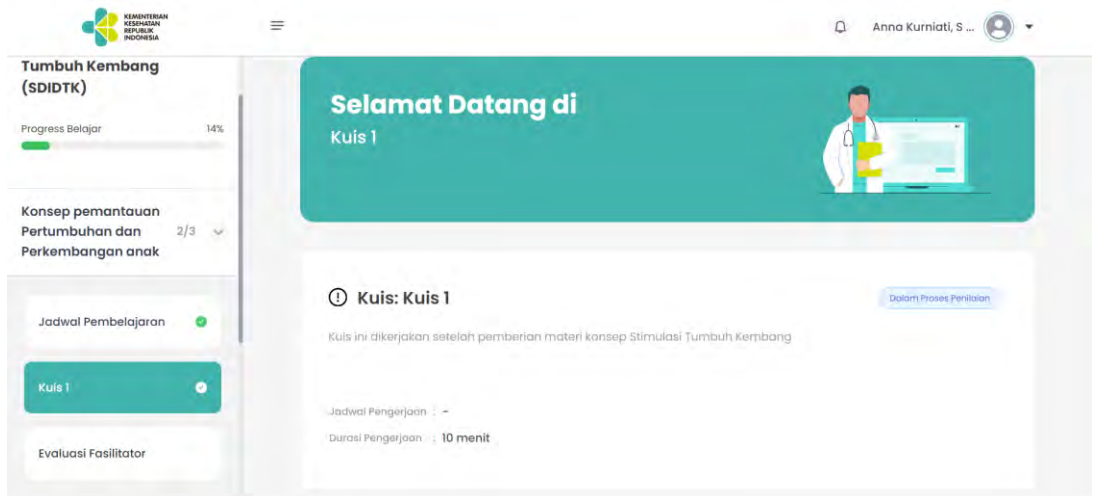 KEMENTERIAN
KESEHATAN
REPUBLIK
INDONESIA
Anna Kurniati, S ...
Tumbuh Kembang
(SDIDTK)
Progress Belajar 14%
Konsep pemantauan
Pertumbuhan dan 2/3
Perkembangan anak
Jadwal Pembelajaran
Kuis 1
Evaluasi Fasilitator
Selamat Datang di
Kuis 1
Kuis: Kuis 1
Dalam Proses Penilaian
Kuis ini dikerjakan setelah pemberian materi konsep Stimulasi Tumbuh Kembang
Jadwal Pengerjaan : -
Durasi Pengerjaan : 10 menit